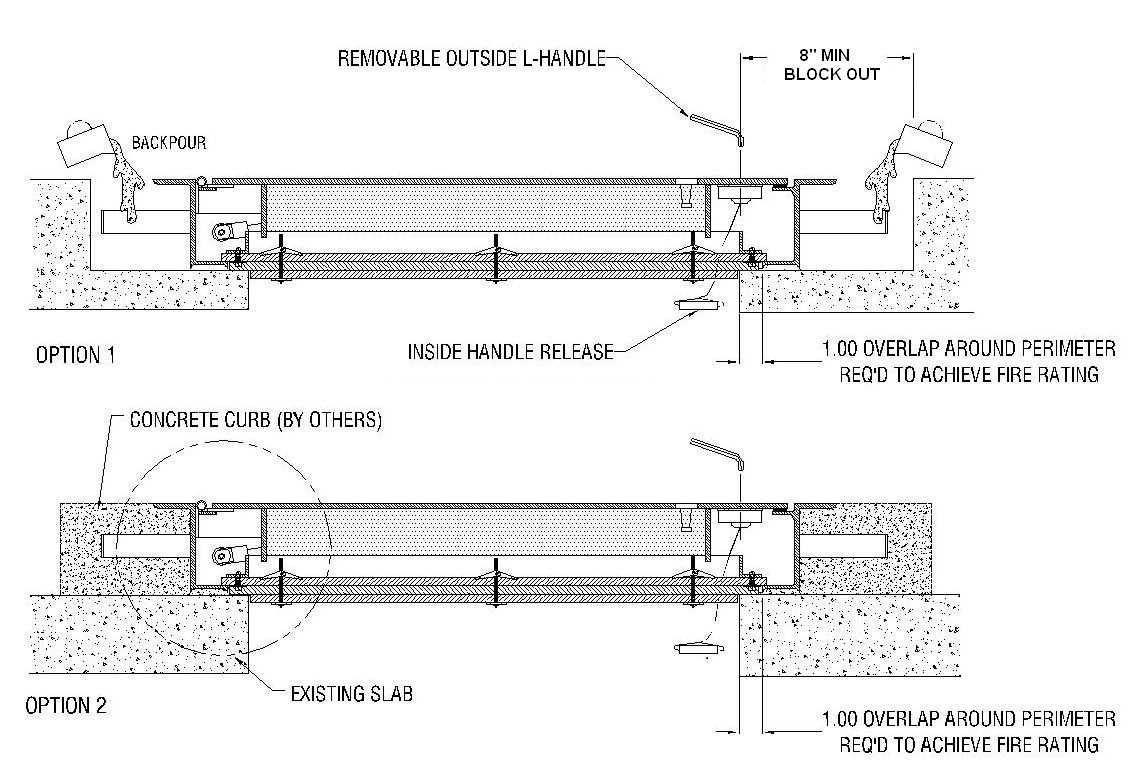 REMOVABLE OUTSIDE L-HANDLE
8" MIN
BLOCK OUT
BACKPOUR
INSIDE HANDLE RELEASE
OPTION 1
1.00 OVERLAP AROUND PERIMETER
REQ'D TO ACHIEVE FIRE RATING
CONCRETE CURB (BY OTHERS)
EXISTING SLAB
OPTION 2
1.00 OVERLAP AROUND PERIMETER
REQ'D TO ACHIEVE FIRE RATING